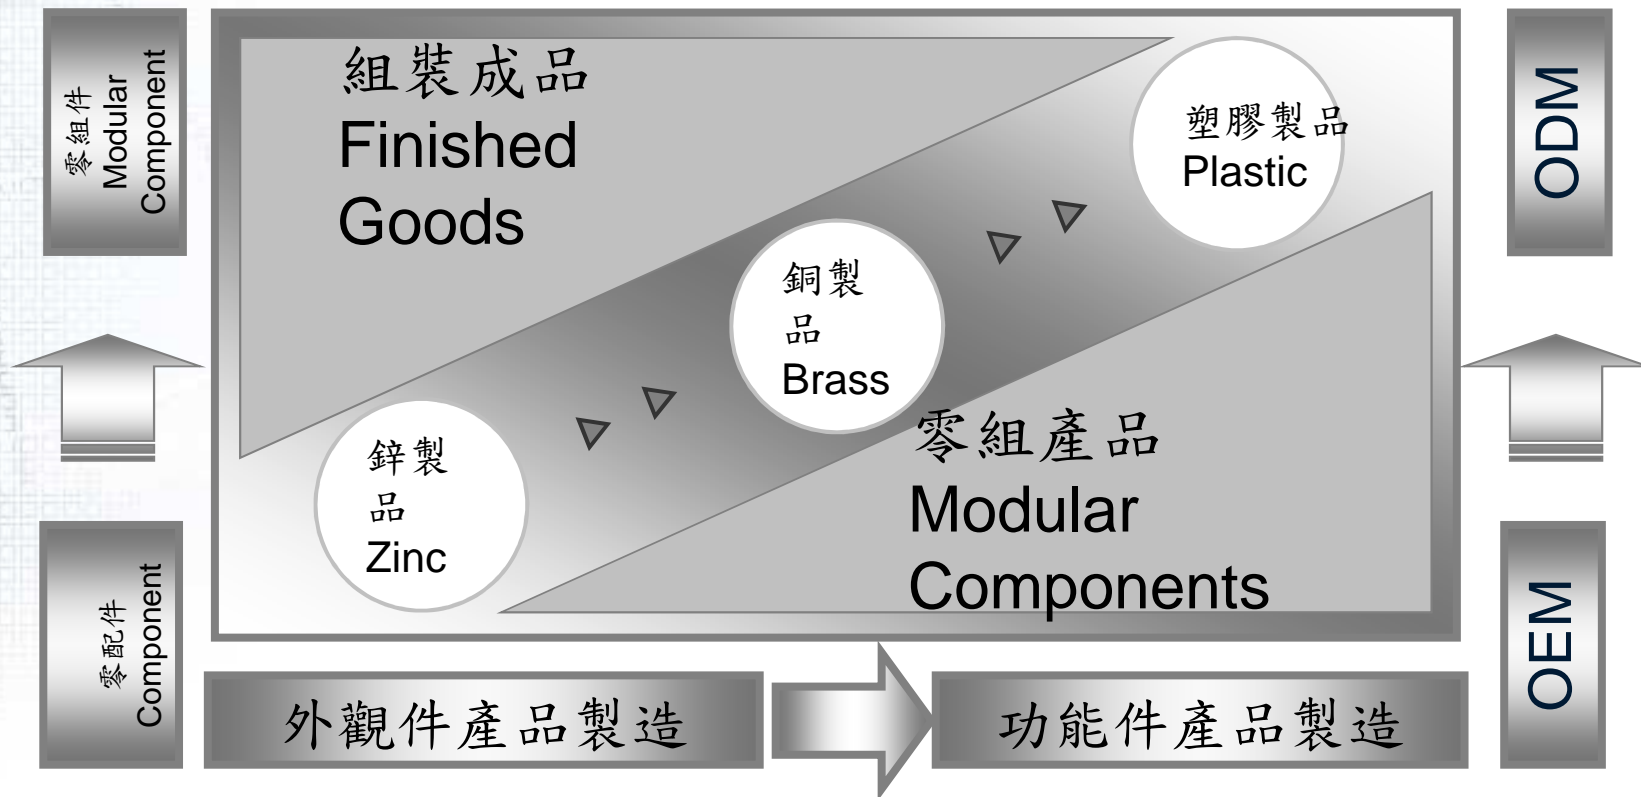 零組件
Modular
Component
組裝成品
Finished
Goods
塑膠製品
Plastic
ODM
銅製
品
Brass
鋅製
品
Zinc
零組產品
Modular
Components
零配件
Component
OEM
外觀件產品製造
功能件產品製造